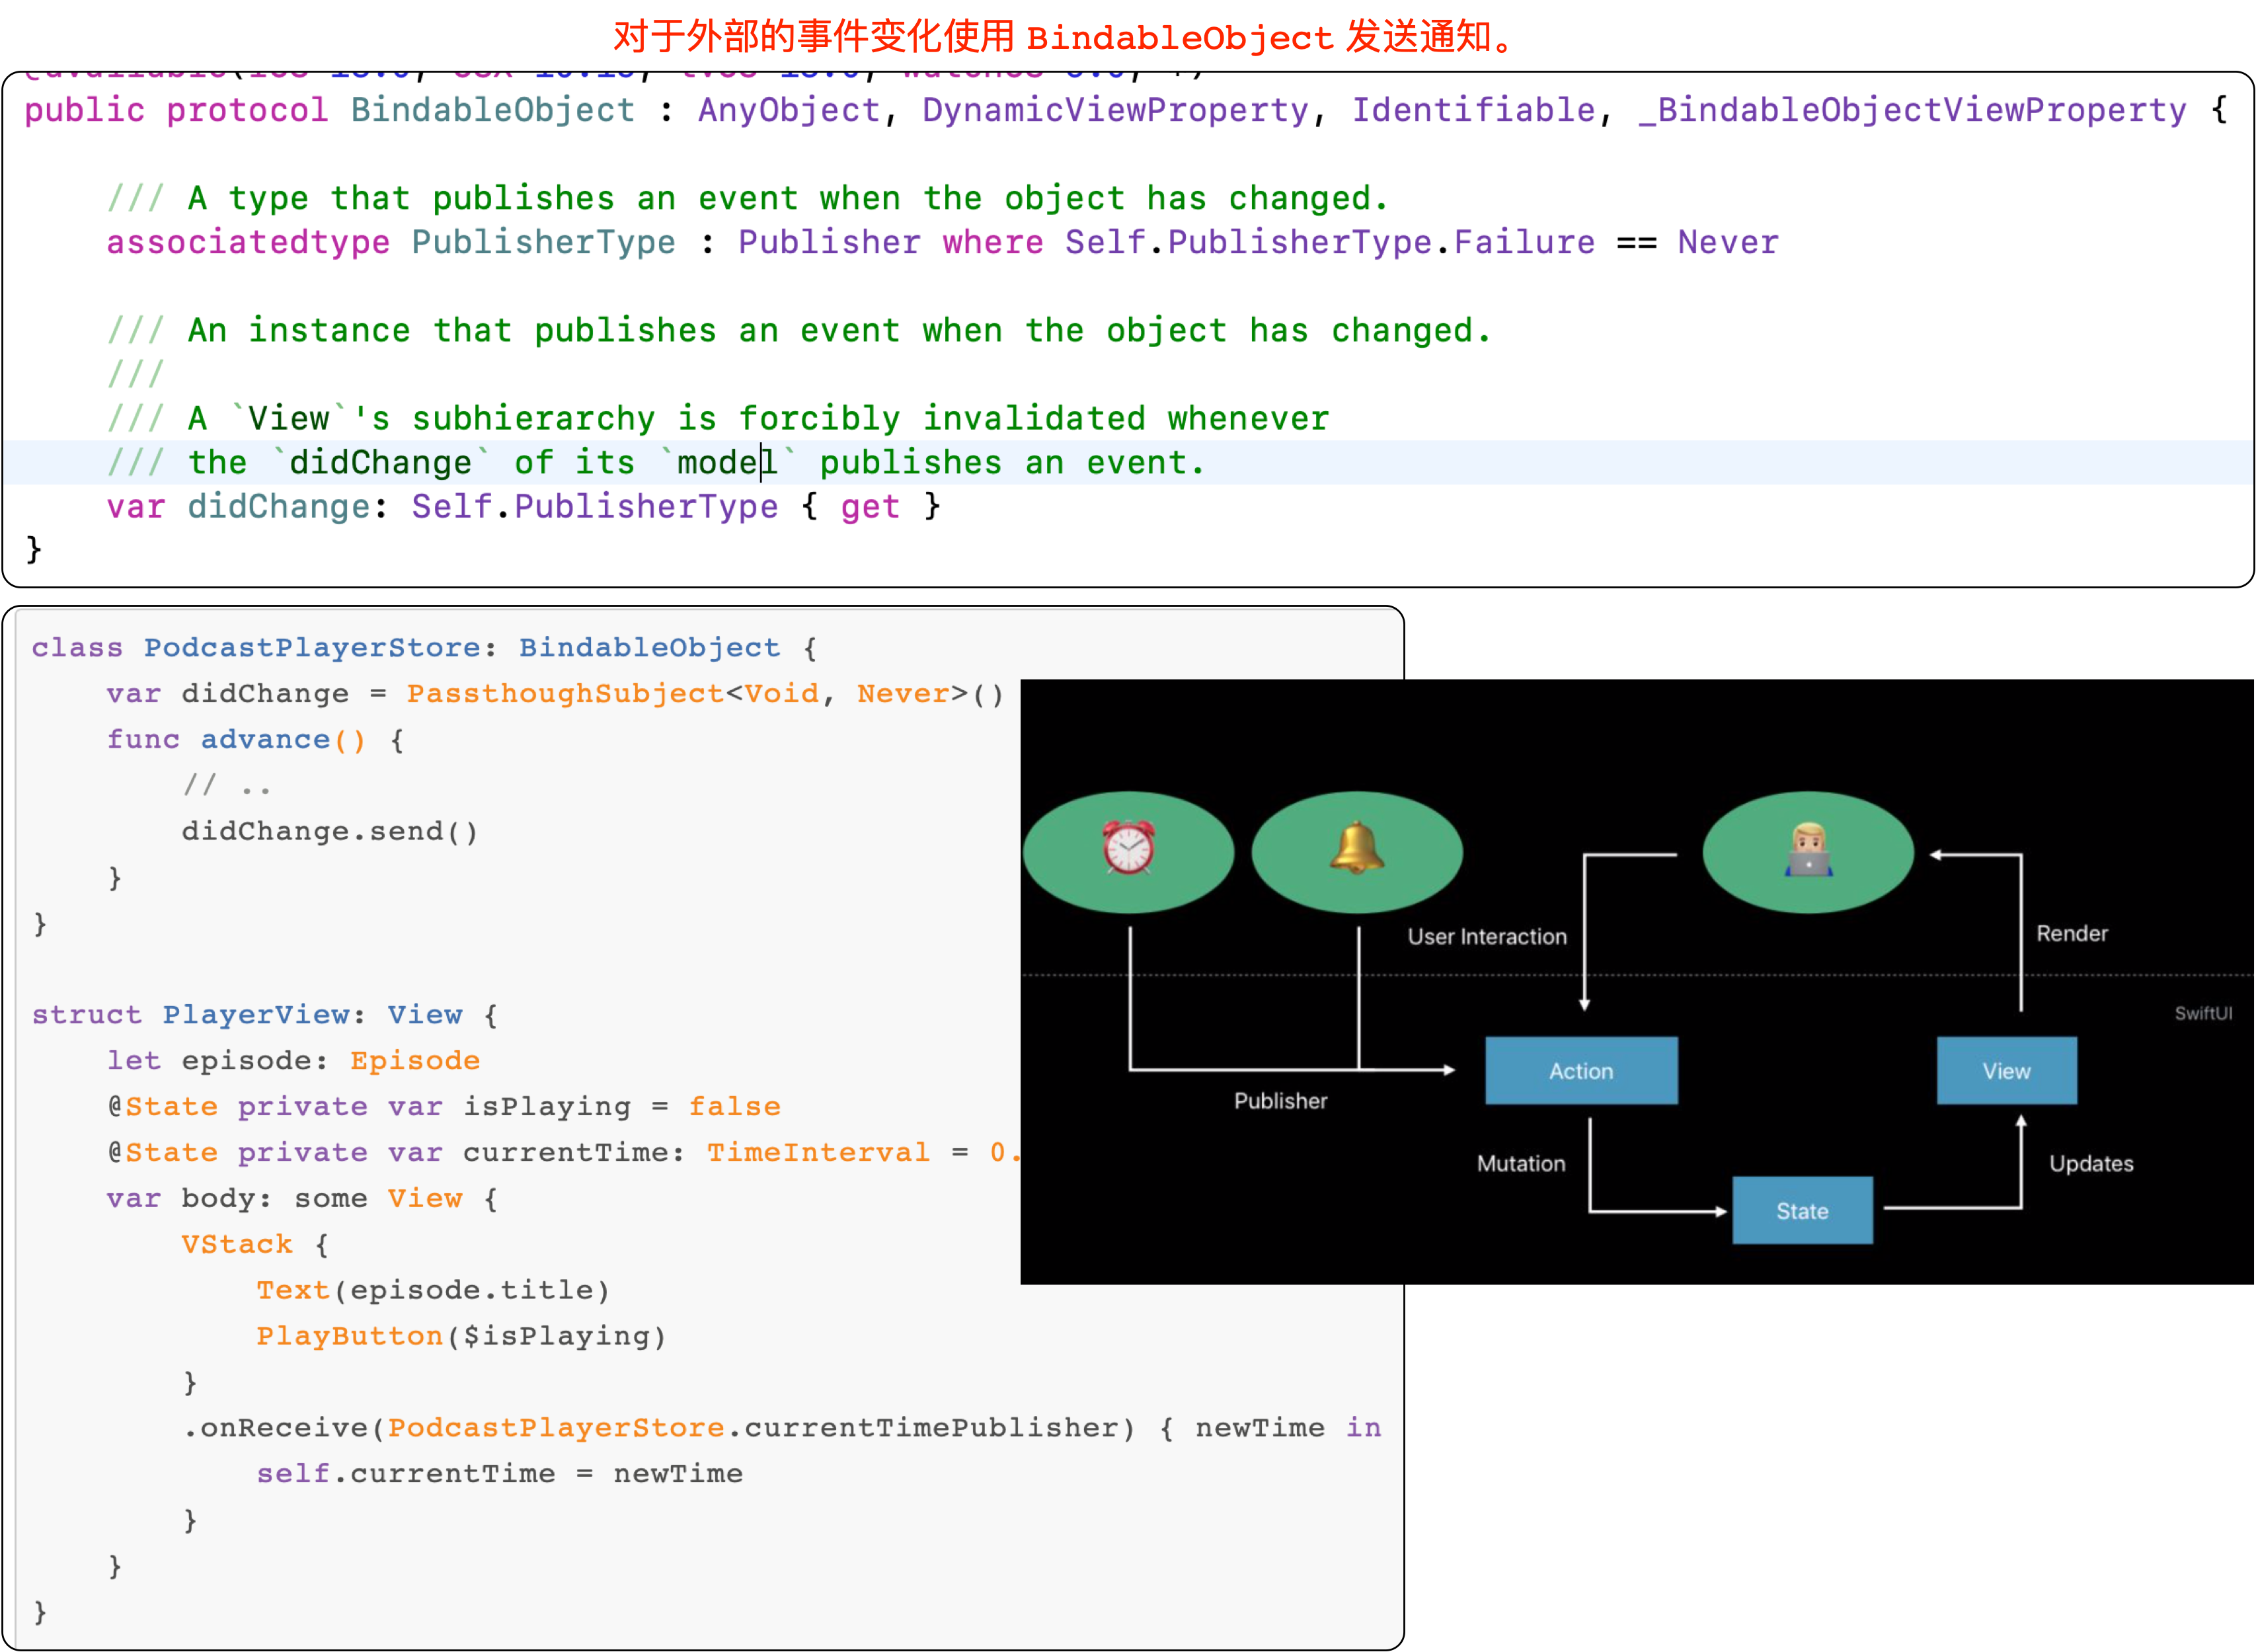 对于外部的事件变化使用 BindableObject 发送通知。
public protocol BindableObject : AnyObject, DynamicViewProperty, Identifiable, _BindableObjectViewProperty {
/// A type that publishes an event when the object has changed.
associatedtype PublisherType : Publisher where Self.PublisherType.Failure == Never
/// An instance that publishes an event when the object has changed.
///
/// A `View`'s subhierarchy is forcibly invalidated whenever
/// the `didChange` of its `model` publishes an event.
var didChange: Self.PublisherType { get }
}
class PodcastPlayerStore: BindableObject {
var didChange = PassthoughSubject<Void, Never>()
func advance() {
// ..
didChange.send()
}
}
struct PlayerView: View {
let episode: Episode
@State private var isPlaying = false
@State private var currentTime: TimeInterval = 0.
var body: some View {
VStack {
Text(episode.title)
PlayButton($isPlaying)
}
.onReceive(PodcastPlayerStore.currentTimePublisher) { newTime in
self.currentTime = newTime
}
}
}
User Interaction
Render
SwiftUI
Action
View
Publisher
Mutation
Updates
State